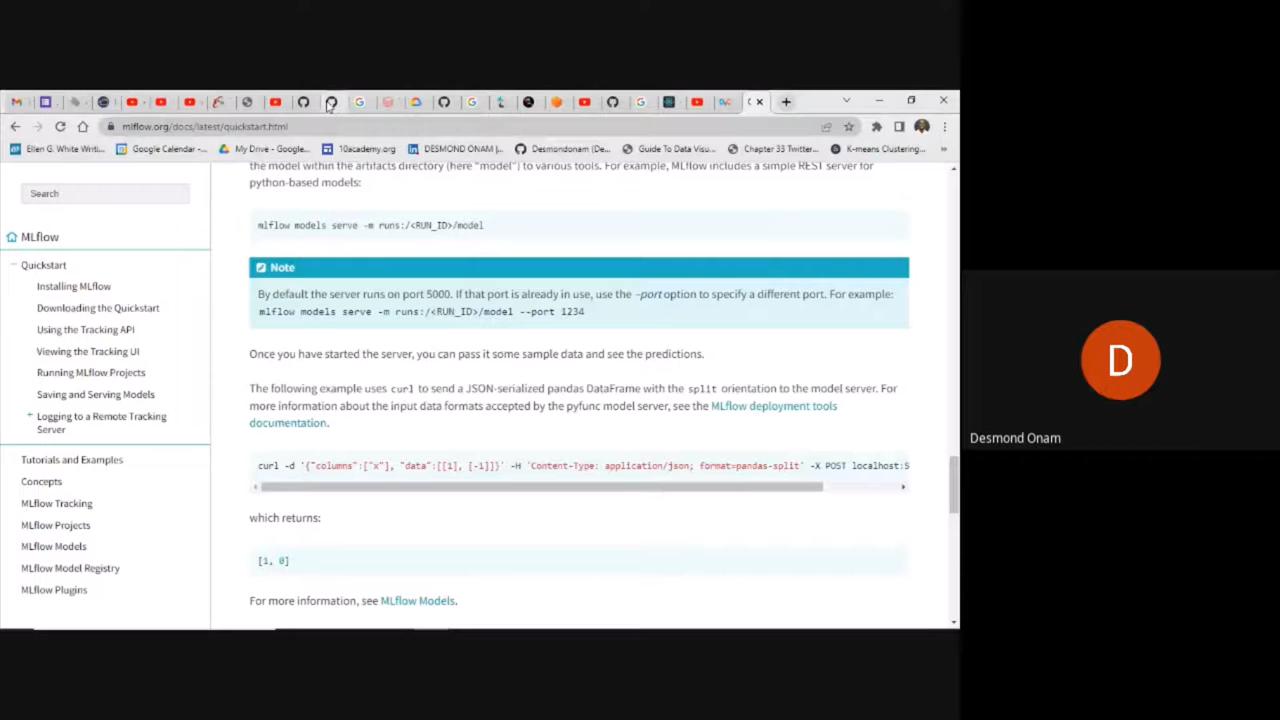 mlflow.org/docs/latest/quickstart.html
Ellen G. White Writi...
Google Calendar -...
My Drive - Google...
10academy.org
DESMOND ONAM |...
Desmondonam (De...
Guide To Data Visu...
Chapter 33 Twitter...
K-means Clustering...
Search
MLflow
Quickstart
Installing MLflow
Downloading the Quickstart
Using the Tracking API
Viewing the Tracking UI
Running MLflow Projects
Saving and Serving Models
Logging to a Remote Tracking
Server
Tutorials and Examples
Concepts
MLflow Tracking
MLflow Projects
MLflow Models
MLflow Model Registry
MLflow Plugins
the model within the artifacts directory (here "model") to various tools. For example, MLflow includes a simple REST server for
python-based models:
mlflow models serve -m runs:/<RUN_ID>/model
Note
By default the server runs on port 5000. If that port is already in use, use the –port option to specify a different port. For example:
mlflow models serve -m runs:/<RUN_ID>/model --port 1234
Once you have started the server, you can pass it some sample data and see the predictions.
The following example uses curl to send a JSON-serialized pandas DataFrame with the split orientation to the model server. For
more information about the input data formats accepted by the pyfunc model server, see the MLflow deployment tools
documentation.
curl -d '{"columns":["x"], "data":[[1], [-1]]}' -H 'Content-Type: application/json; format=pandas-split' -X POST localhost:5
which returns:
[1, 0]
For more information, see MLflow Models.
D
Desmond Onam